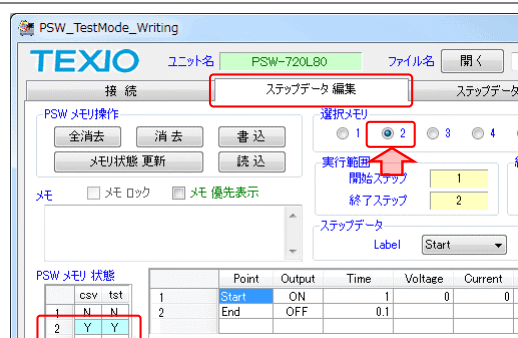 PSW_TestMode_Writing
TEXIO ユニット名 PSW-720L80 ファイル名 開く
接 続 ステップデータ 編集 ステップデータ
PSW メモリ操作
全消去 消 去 書 込
メモリ状態 更新 読 込
選択メモリ
1 2 3 4
実行範囲
開始ステップ 1
終了ステップ 2
メモ メモ ロック メモ 優先表示
ステップデータ
Label Start
PSW メモリ 状態
csv tst
1 N N
2 Y Y
Point Output Time Voltage Current
1 Start ON 1 0 0
2 End OFF 0.1